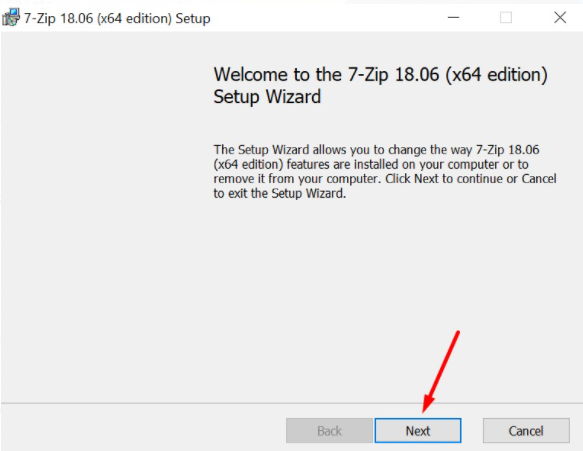 7-Zip 18.06 (x64 edition) Setup
Welcome to the 7-Zip 18.06 (x64 edition)
Setup Wizard
The Setup Wizard allows you to change the way 7-Zip 18.06
(x64 edition) features are installed on your computer or to
remove it from your computer. Click Next to continue or Cancel
to exit the Setup Wizard.
Back Next Cancel